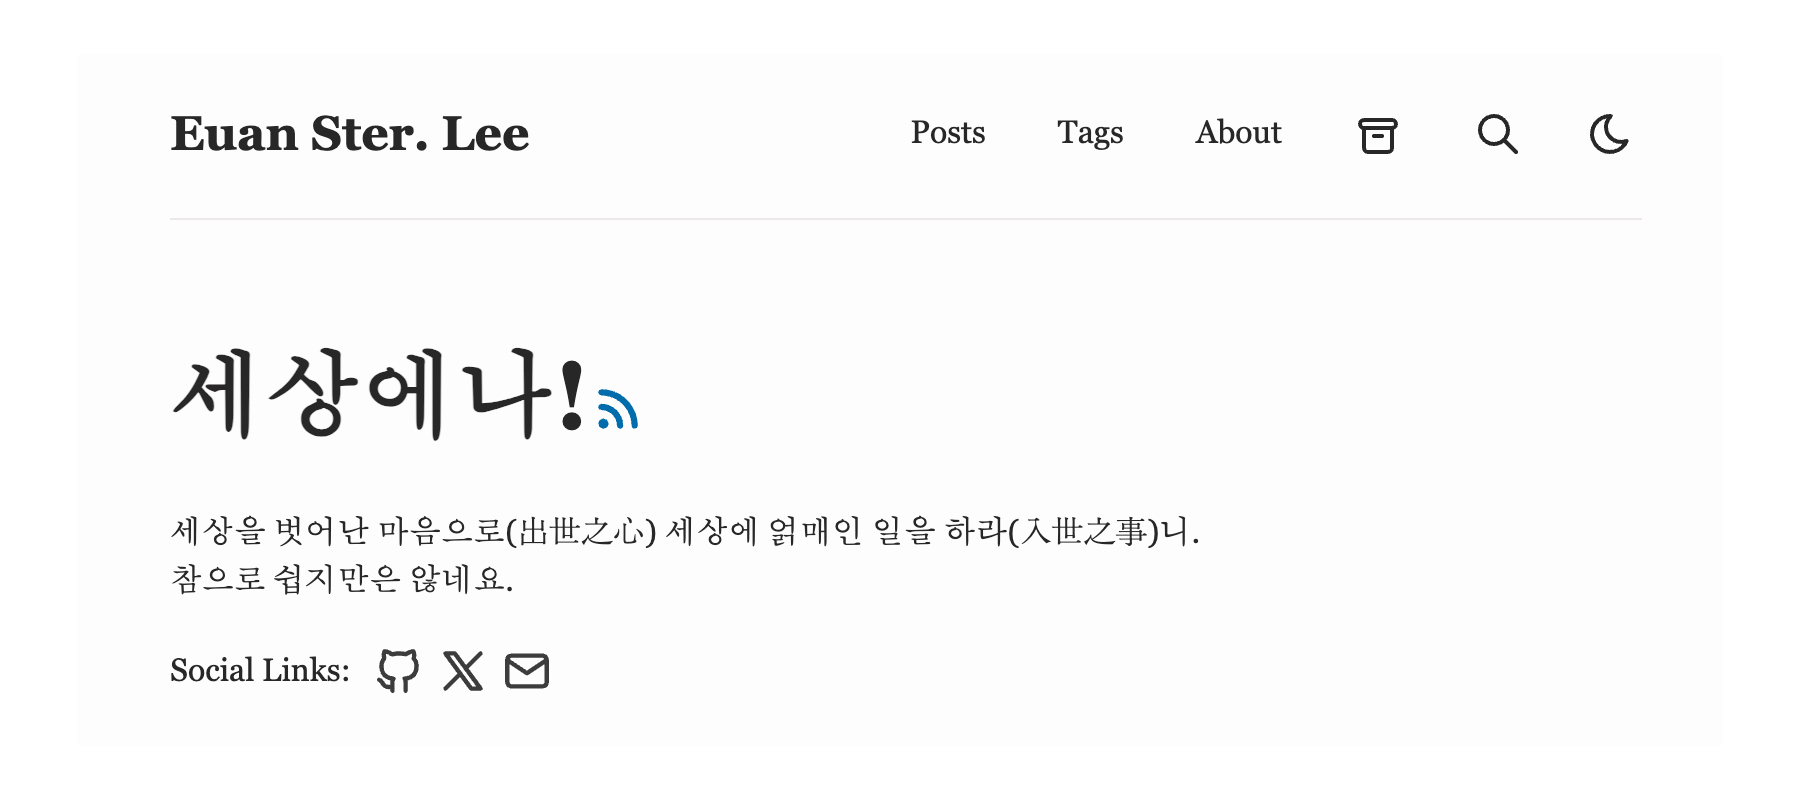 Euan Ster. Lee
Posts Tags About
세상에나!
세상을 벗어난 마음으로(出世之心) 세상에 얽매인 일을 하라(入世之事)니.
참으로 쉽지만은 않네요.
Social Links: